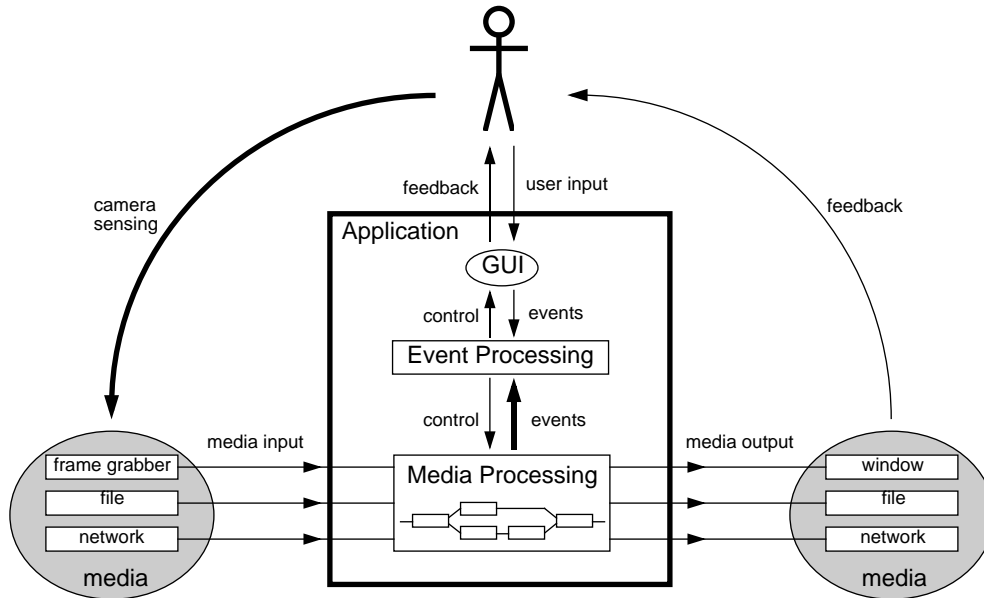 feedback
user input
camera
sensing
feedback
Application
GUI
control
events
Event Processing
control
events
media input
media output
frame grabber
file
network
media
Media Processing
window
file
network
media